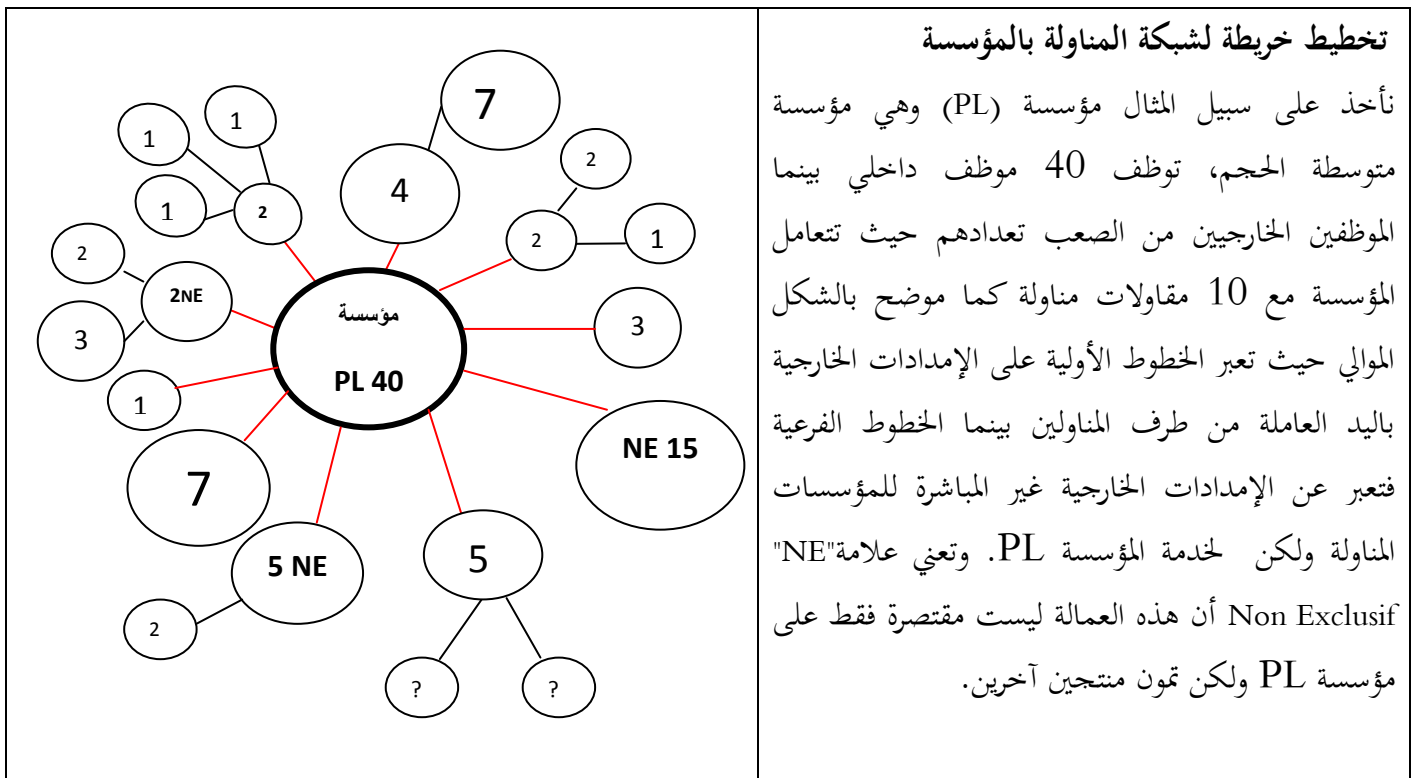 تخطيط خريطة لشبكة المناولة بالمؤسسة
نأخذ على سبيل المثال مؤسسة (PL) وهي مؤسسة
متوسطة الحجم، توظف 40 موظف داخلي بينما
الموظفين الخارجيين من الصعب تعدادهم حيث تتعامل
المؤسسة مع 10 مقاولات مناولة كما موضح بالشكل
الموالي حيث تعبر الخطوط الأولية على الإمدادات الخارجية
باليد العاملة من طرف المناولين بينما الخطوط الفرعية
فتعبر عن الإمدادات الخارجية غير المباشرة للمؤسسات
المناولة ولكن لخدمة المؤسسة PL. وتعني علامة"NE"
Non Exclusif أن هذه العمالة ليست مقتصرة فقط على
مؤسسة PL ولكن تمون منتجين آخرين.
7
1
1
2
4
1
2
2
1
2
2NE
مؤسسة
3
3
PL 40
1
NE 15
7
5
5 NE
2
?
?